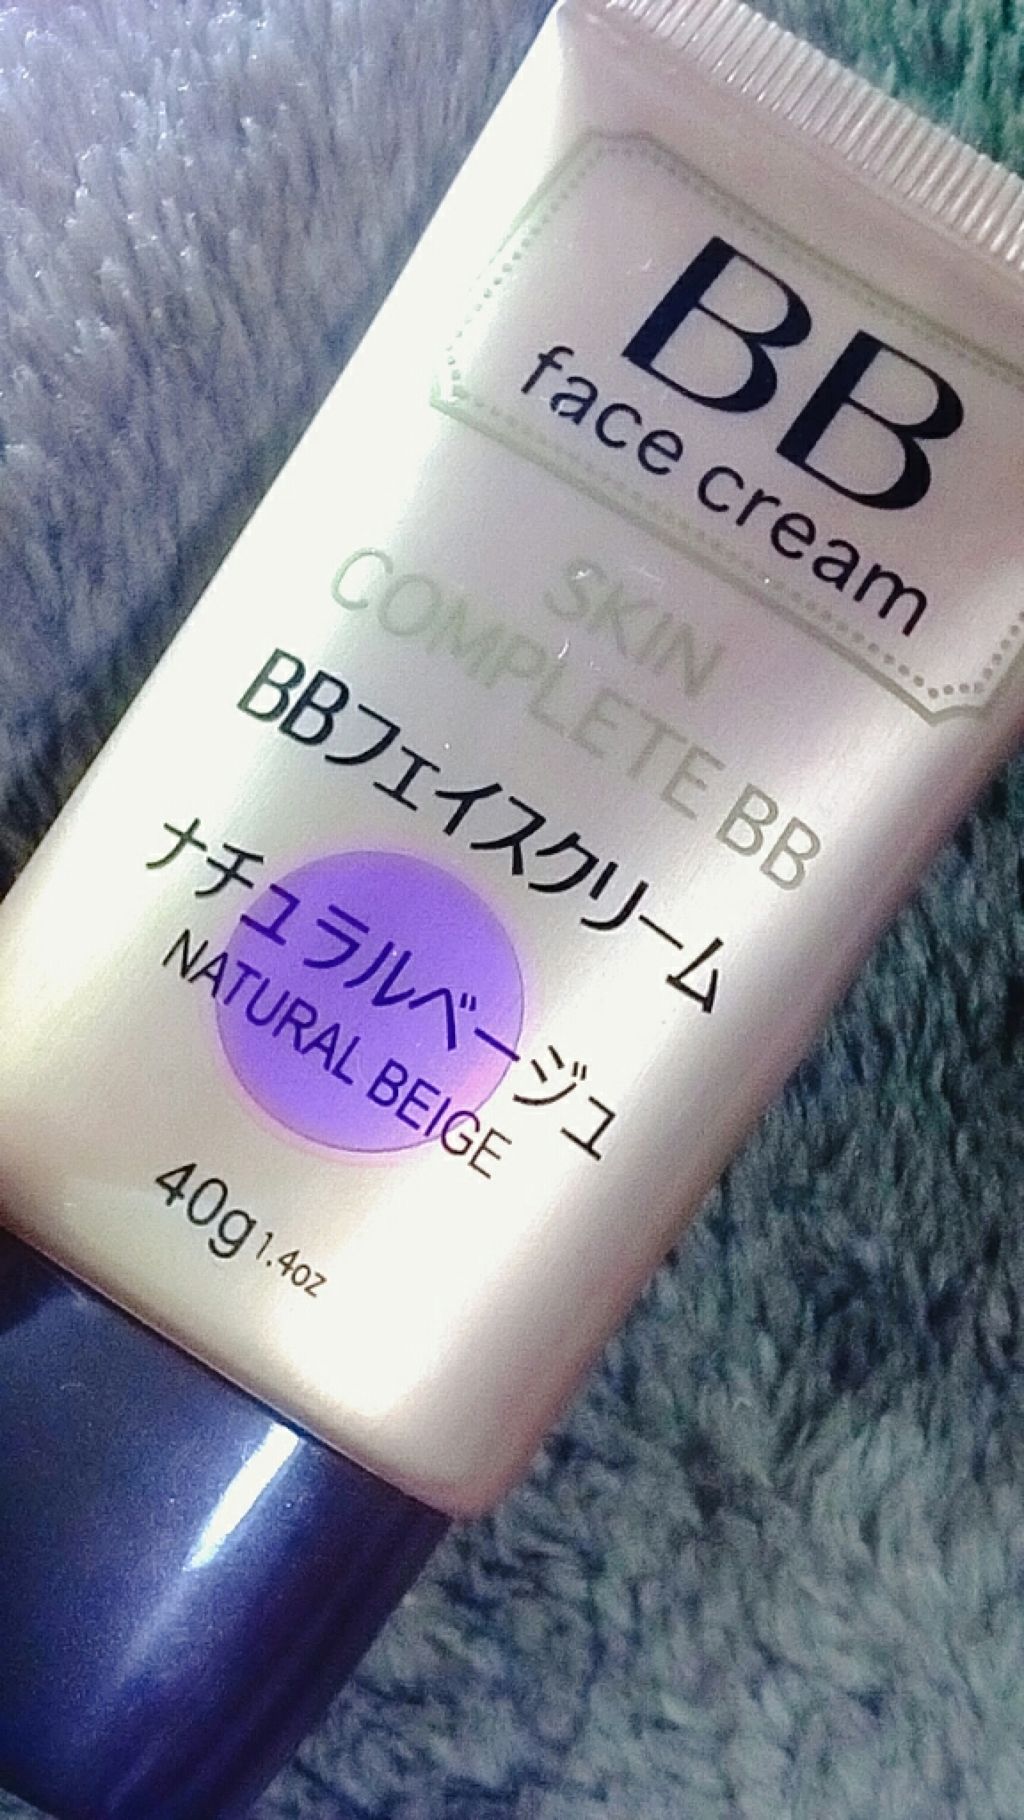 BB
face cream
SKIN
COMPLETE BB
BBフェイスクリーム
ナチュラルベージュ
NATURAL BEIGE
40g 1.4oz